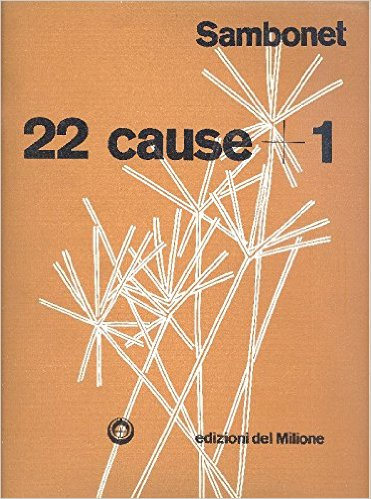 Sambonet
22 cause + 1
edizioni del Milione